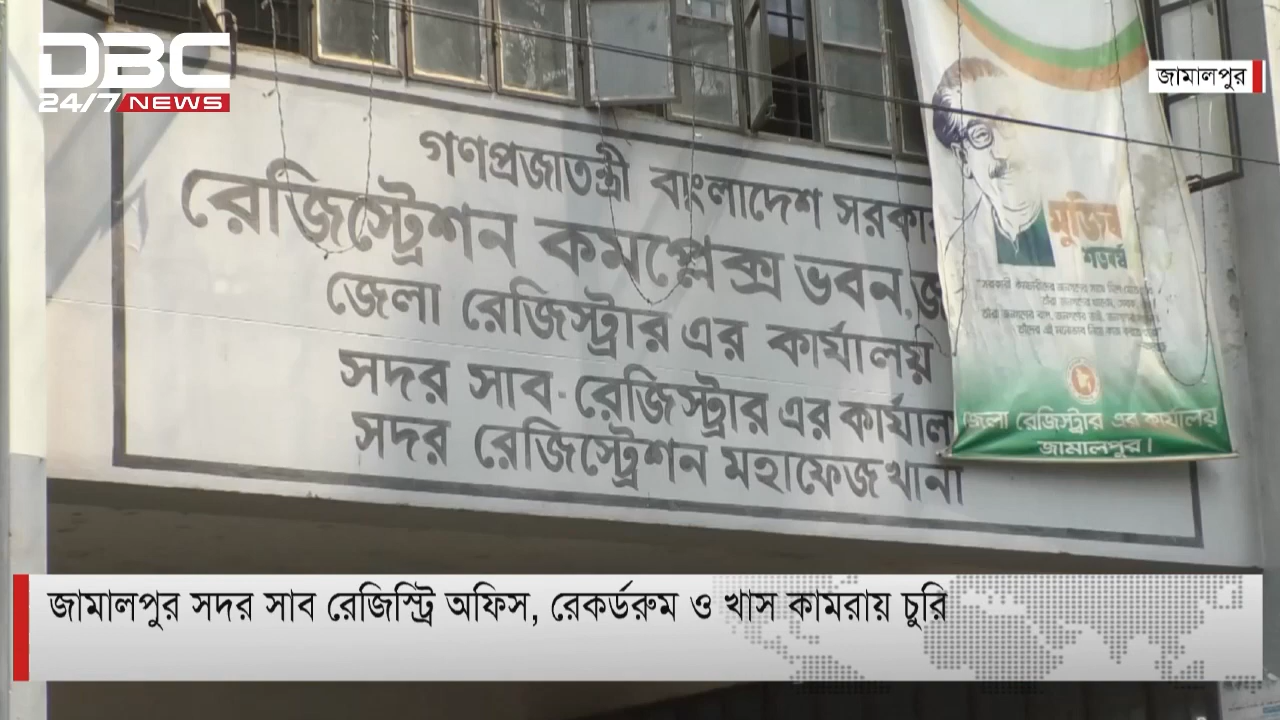 DBC
24/7 NEWS
জামালপুর
গণপ্রজাতন্ত্রী বাংলাদেশ সরকার
রেজিস্ট্রেশন কমপ্লেক্স ভবন, জ
জেলা রেজিস্ট্রার এর কার্যালয়
সদর সাব-রেজিস্ট্রার এর কার্যাল
সদর রেজিস্ট্রেশন মহাফেজখানা
মুজিব
শতবর্ষ
জেলা রেজিস্ট্রার এর কার্যালয়
জামালপুর।
জামালপুর সদর সাব রেজিস্ট্রি অফিস, রেকর্ডরুম ও খাস কামরায় চুরি